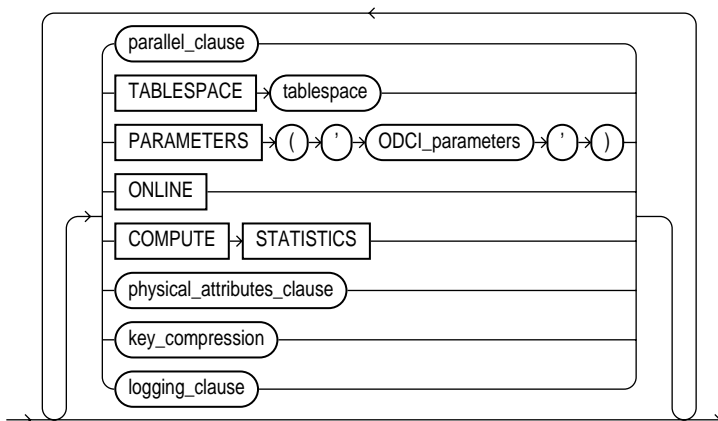 parallel_clause
TABLESPACE tablespace
PARAMETERS ( ' ODCI_parameters ' )
ONLINE
COMPUTE STATISTICS
physical_attributes_clause
key_compression
logging_clause